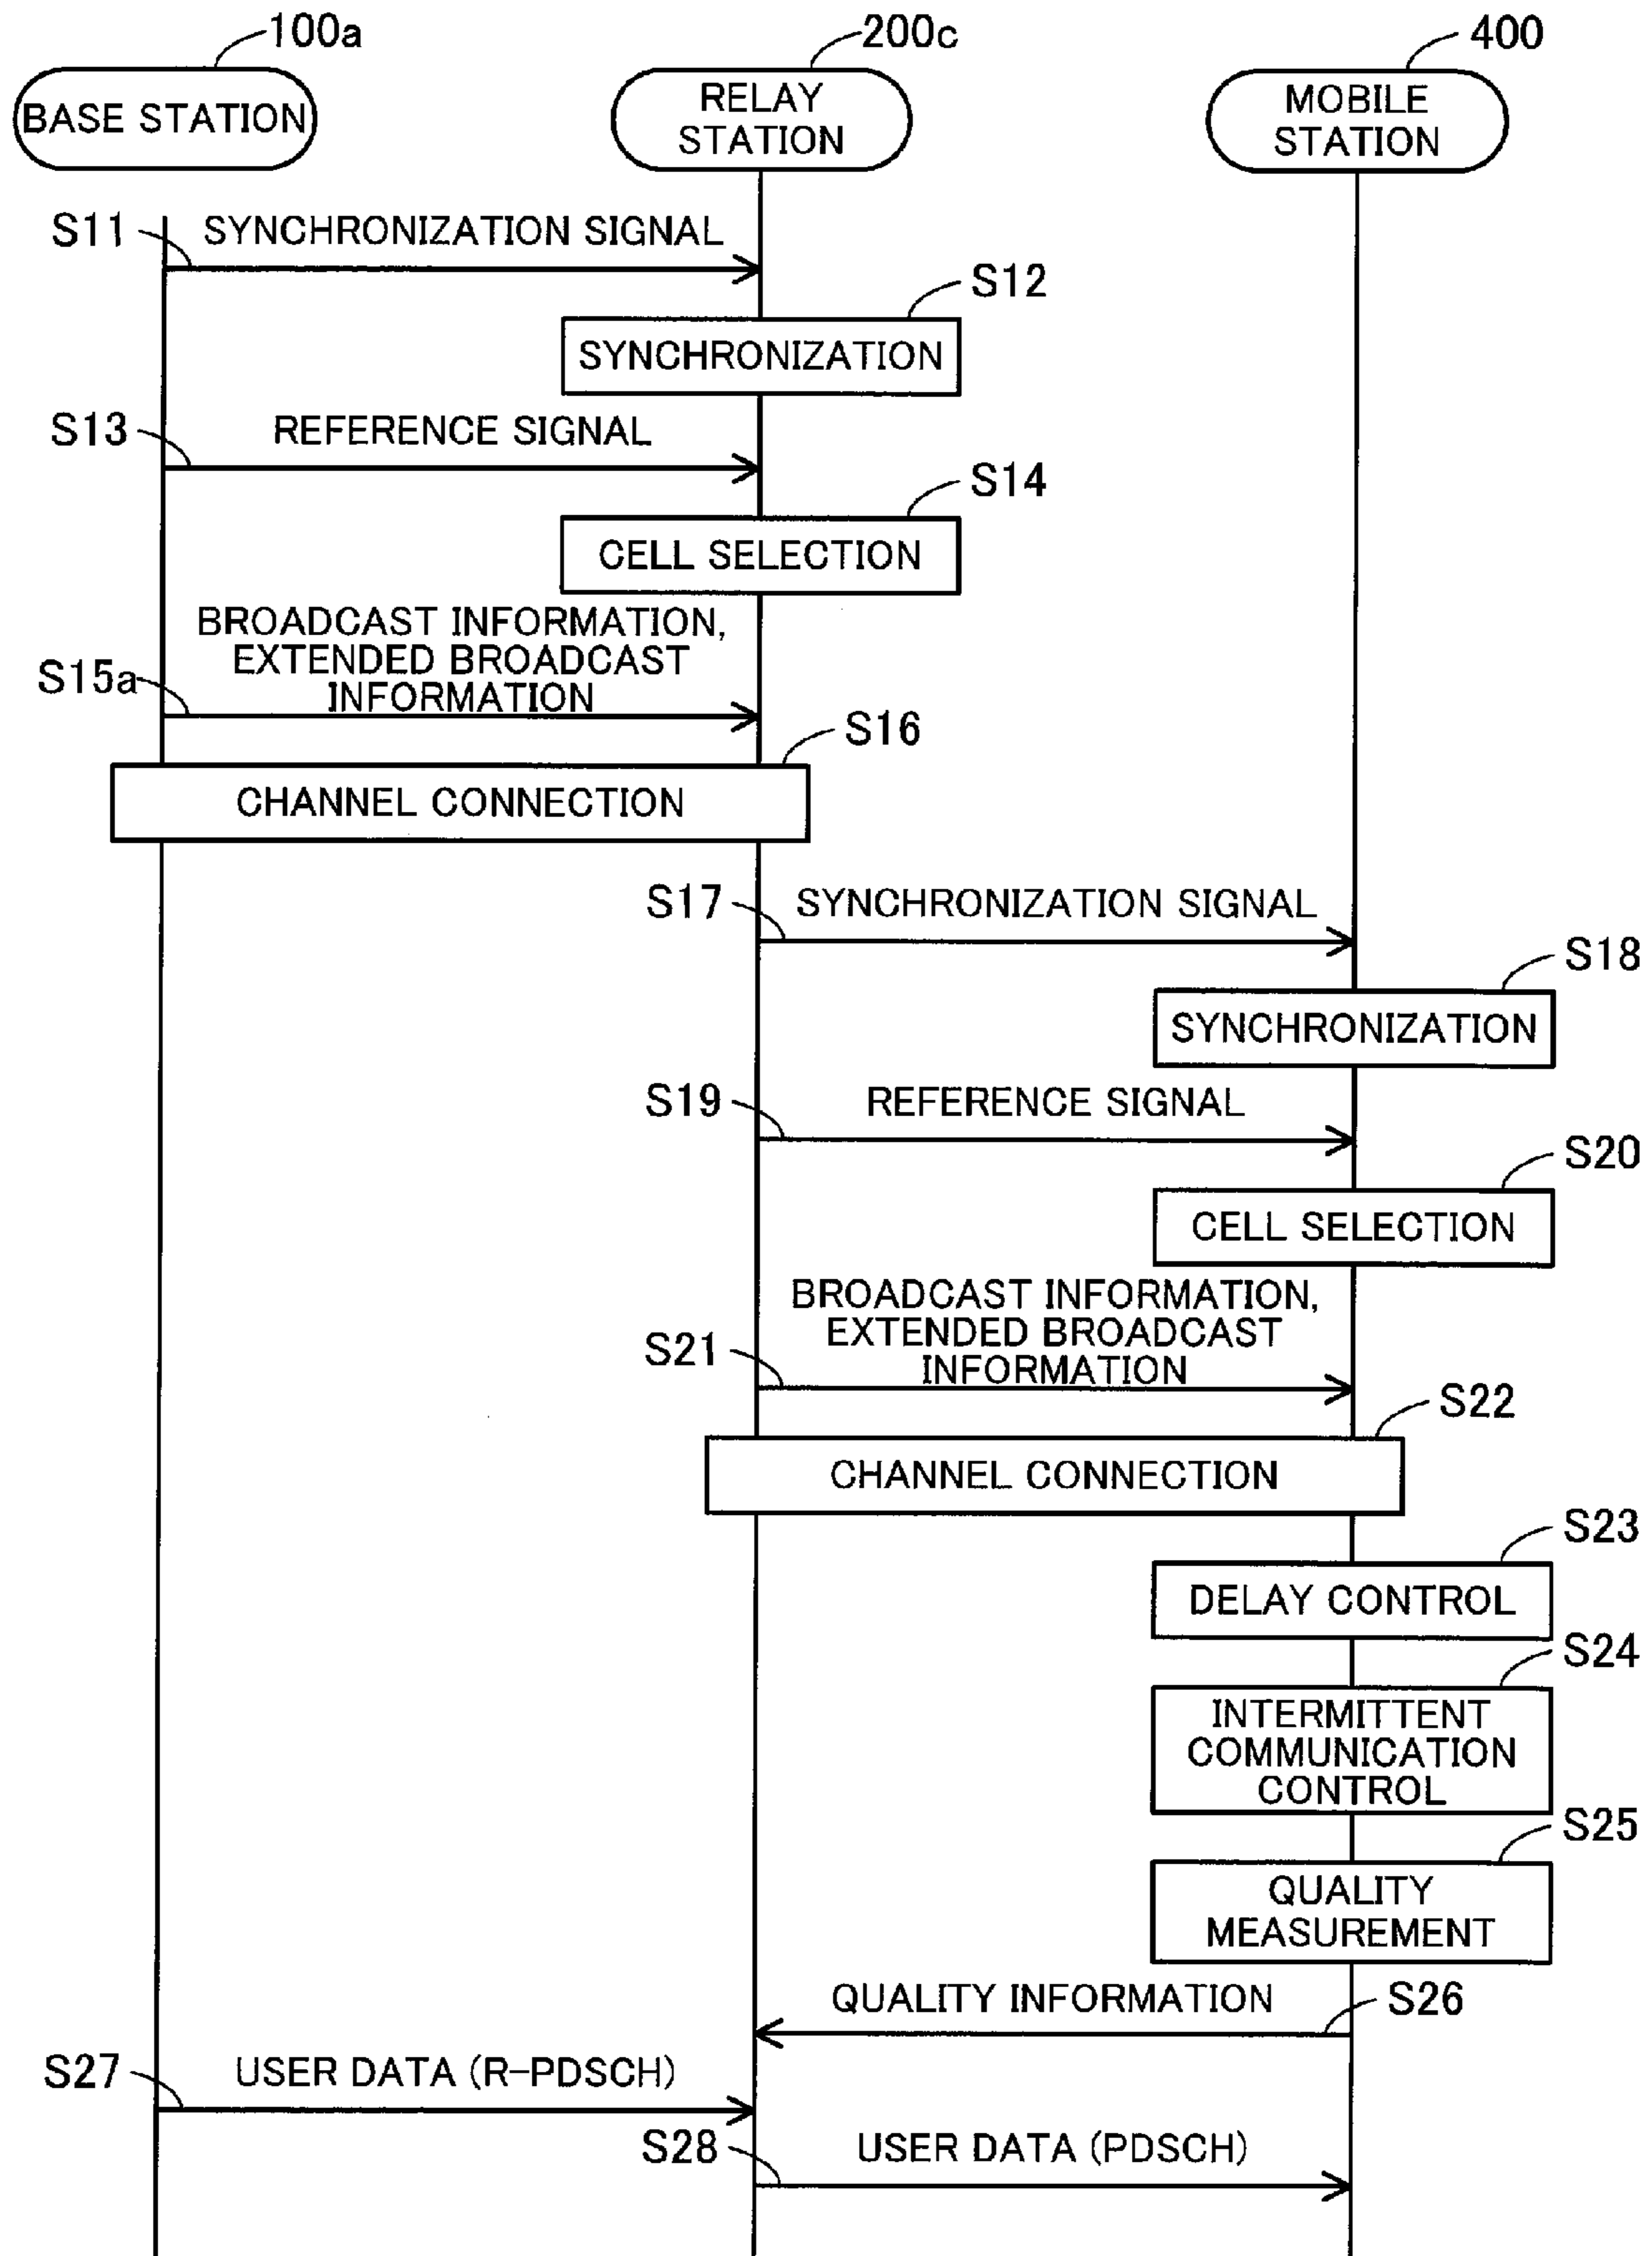 100a
200c
400
BASE STATION
RELAY
STATION
MOBILE
STATION
S11
SYNCHRONIZATION SIGNAL
S12
SYNCHRONIZATION
S13
REFERENCE SIGNAL
S14
CELL SELECTION
BROADCAST INFORMATION,
EXTENDED BROADCAST
INFORMATION
S15a
S16
CHANNEL CONNECTION
S17
SYNCHRONIZATION SIGNAL
S18
SYNCHRONIZATION
S19
REFERENCE SIGNAL
S20
CELL SELECTION
BROADCAST INFORMATION,
EXTENDED BROADCAST
INFORMATION
S21
S22
CHANNEL CONNECTION
S23
DELAY CONTROL
S24
INTERMITTENT
COMMUNICATION
CONTROL
S25
QUALITY
MEASUREMENT
QUALITY INFORMATION
S26
S27
USER DATA (R-PDSCH)
S28
USER DATA (PDSCH)